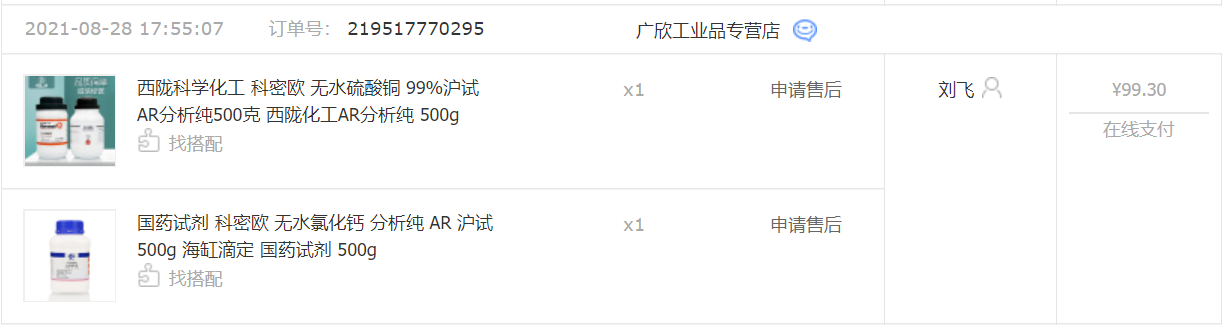 2021-08-28 17:55:07 订单号： 219517770295 广欣工业品专营店
西陇科学化工 科密欧 无水硫酸铜 99%沪试 x1 申请售后 刘飞 ¥99.30
AR分析纯500克 西陇化工AR分析纯 500g
在线支付
找搭配
国药试剂 科密欧 无水氯化钙 分析纯 AR 沪试 x1 申请售后
500g 海缸滴定 国药试剂 500g
找搭配